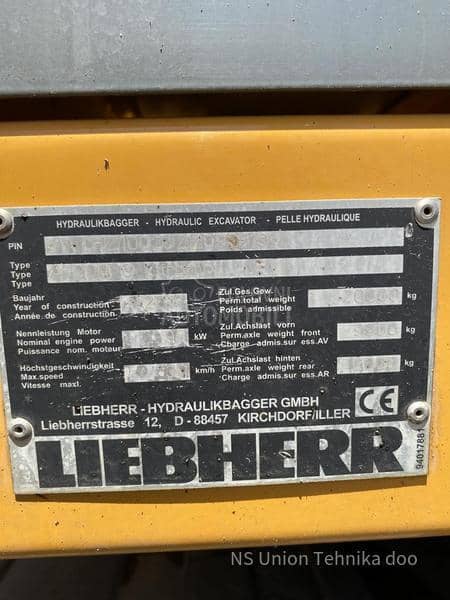 HYDRAULIKBAGGER - HYDRAULIC EXCAVATOR - PELLE HYDRAULIQUE
PIN
Type
Type
Type
Baujahr
Year of construction
Année de construction
Nennleistung Motor
Nominal engine power kW
Puissance nom. moteur
Höchstgeschwindigkeit
Max.speed km/h
Vitesse maxi.
Zul.Ges.Gew.
Perm.total weight kg
Poids admissible
Zul.Achslast vorn
Perm.axle weight front kg
Charge admis.sur ess.AV
Zul.Achslast hinten
Perm.axle weight rear kg
Charge admis.sur ess.AR
LIEBHERR - HYDRAULIKBAGGER GMBH
Liebherrstrasse 12, D - 88457 KIRCHDORF/ILLER
CE
LIEBHERR
94017881
NS Union Tehnika doo